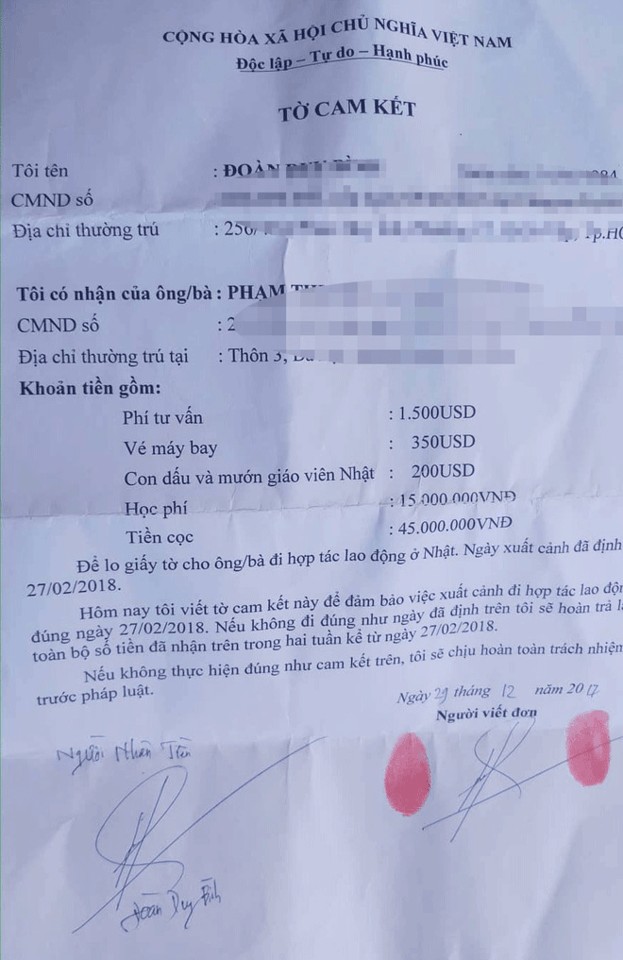 CỘNG HÒA XÃ HỘI CHỦ NGHĨA VIỆT NAM
Độc lập – Tự do – Hạnh phúc
TỜ CAM KẾT
Tôi tên : ĐOÀN
CMND số
Địa chỉ thường trú : 250/ Tp.HC
Tôi có nhận của ông/bà : PHẠM
CMND số : 2
Địa chỉ thường trú tại : Thôn 3,
Khoản tiền gồm:
Phí tư vấn : 1.500USD
Vé máy bay : 350USD
Con dấu và mướn giáo viên Nhật : 200USD
Học phí : 15.000.000VNĐ
Tiền cọc : 45.000.000VNĐ
Để lo giấy tờ cho ông/bà đi hợp tác lao động ở Nhật. Ngày xuất cảnh đã định
27/02/2018.
Hôm nay tôi viết tờ cam kết này để đảm bảo việc xuất cảnh đi hợp tác lao độn
đúng ngày 27/02/2018. Nếu không đi đúng như ngày đã định trên tôi sẽ hoàn trả lạ
toàn bộ số tiền đã nhận trên trong hai tuần kể từ ngày 27/02/2018.
Nếu không thực hiện đúng như cam kết trên, tôi sẽ chịu hoàn toàn trách nhiệm
trước pháp luật.
Ngày 29 tháng 12 năm 2017
Người viết đơn
Người Nhận Tiền
Đoàn Duy Bình